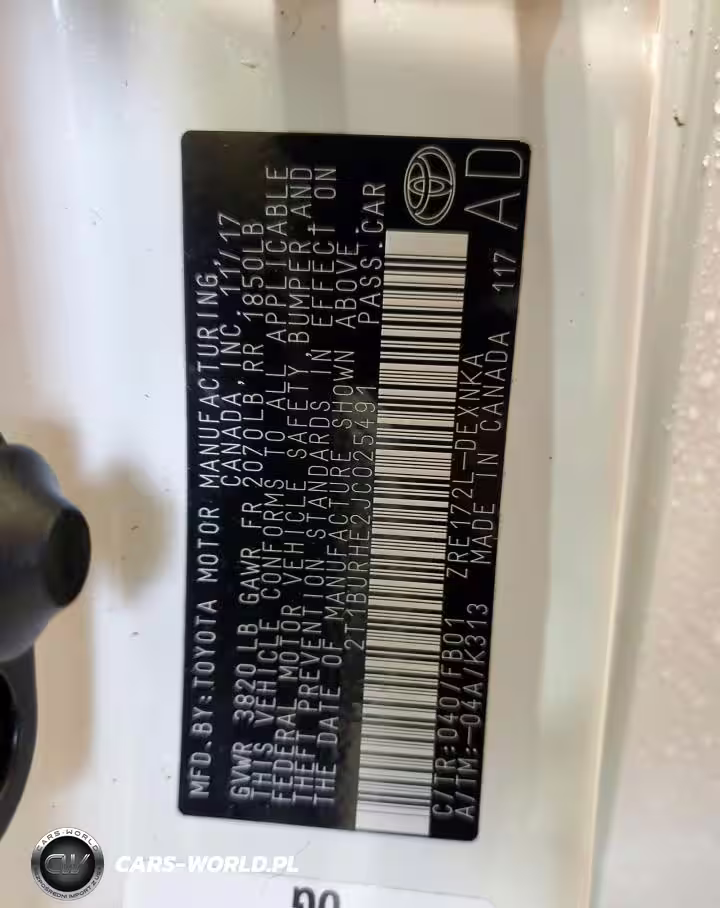 MFD.BY:TOYOTA MOTOR MANUFACTURING,
CANADA,INC. 11/17
GVWR 3820 LB GAWR FR 2070LB,RR 1850LB
THIS VEHICLE CONFORMS TO ALL APPLICABLE
FEDERAL MOTOR VEHICLE SAFETY, BUMPER,AND
THEFT PREVENTION STANDARDS IN EFFECT ON
THE DATE OF MANUFACTURE SHOWN ABOVE.
2T1BURHE2JC025491 PASS.CAR
C/TR:040/FB01 ZRE172L-DEXNKA
A/TM:-04A/K313 MADE IN CANADA 117 AD
CARS-WORLD
CW
CARS-WORLD.PL